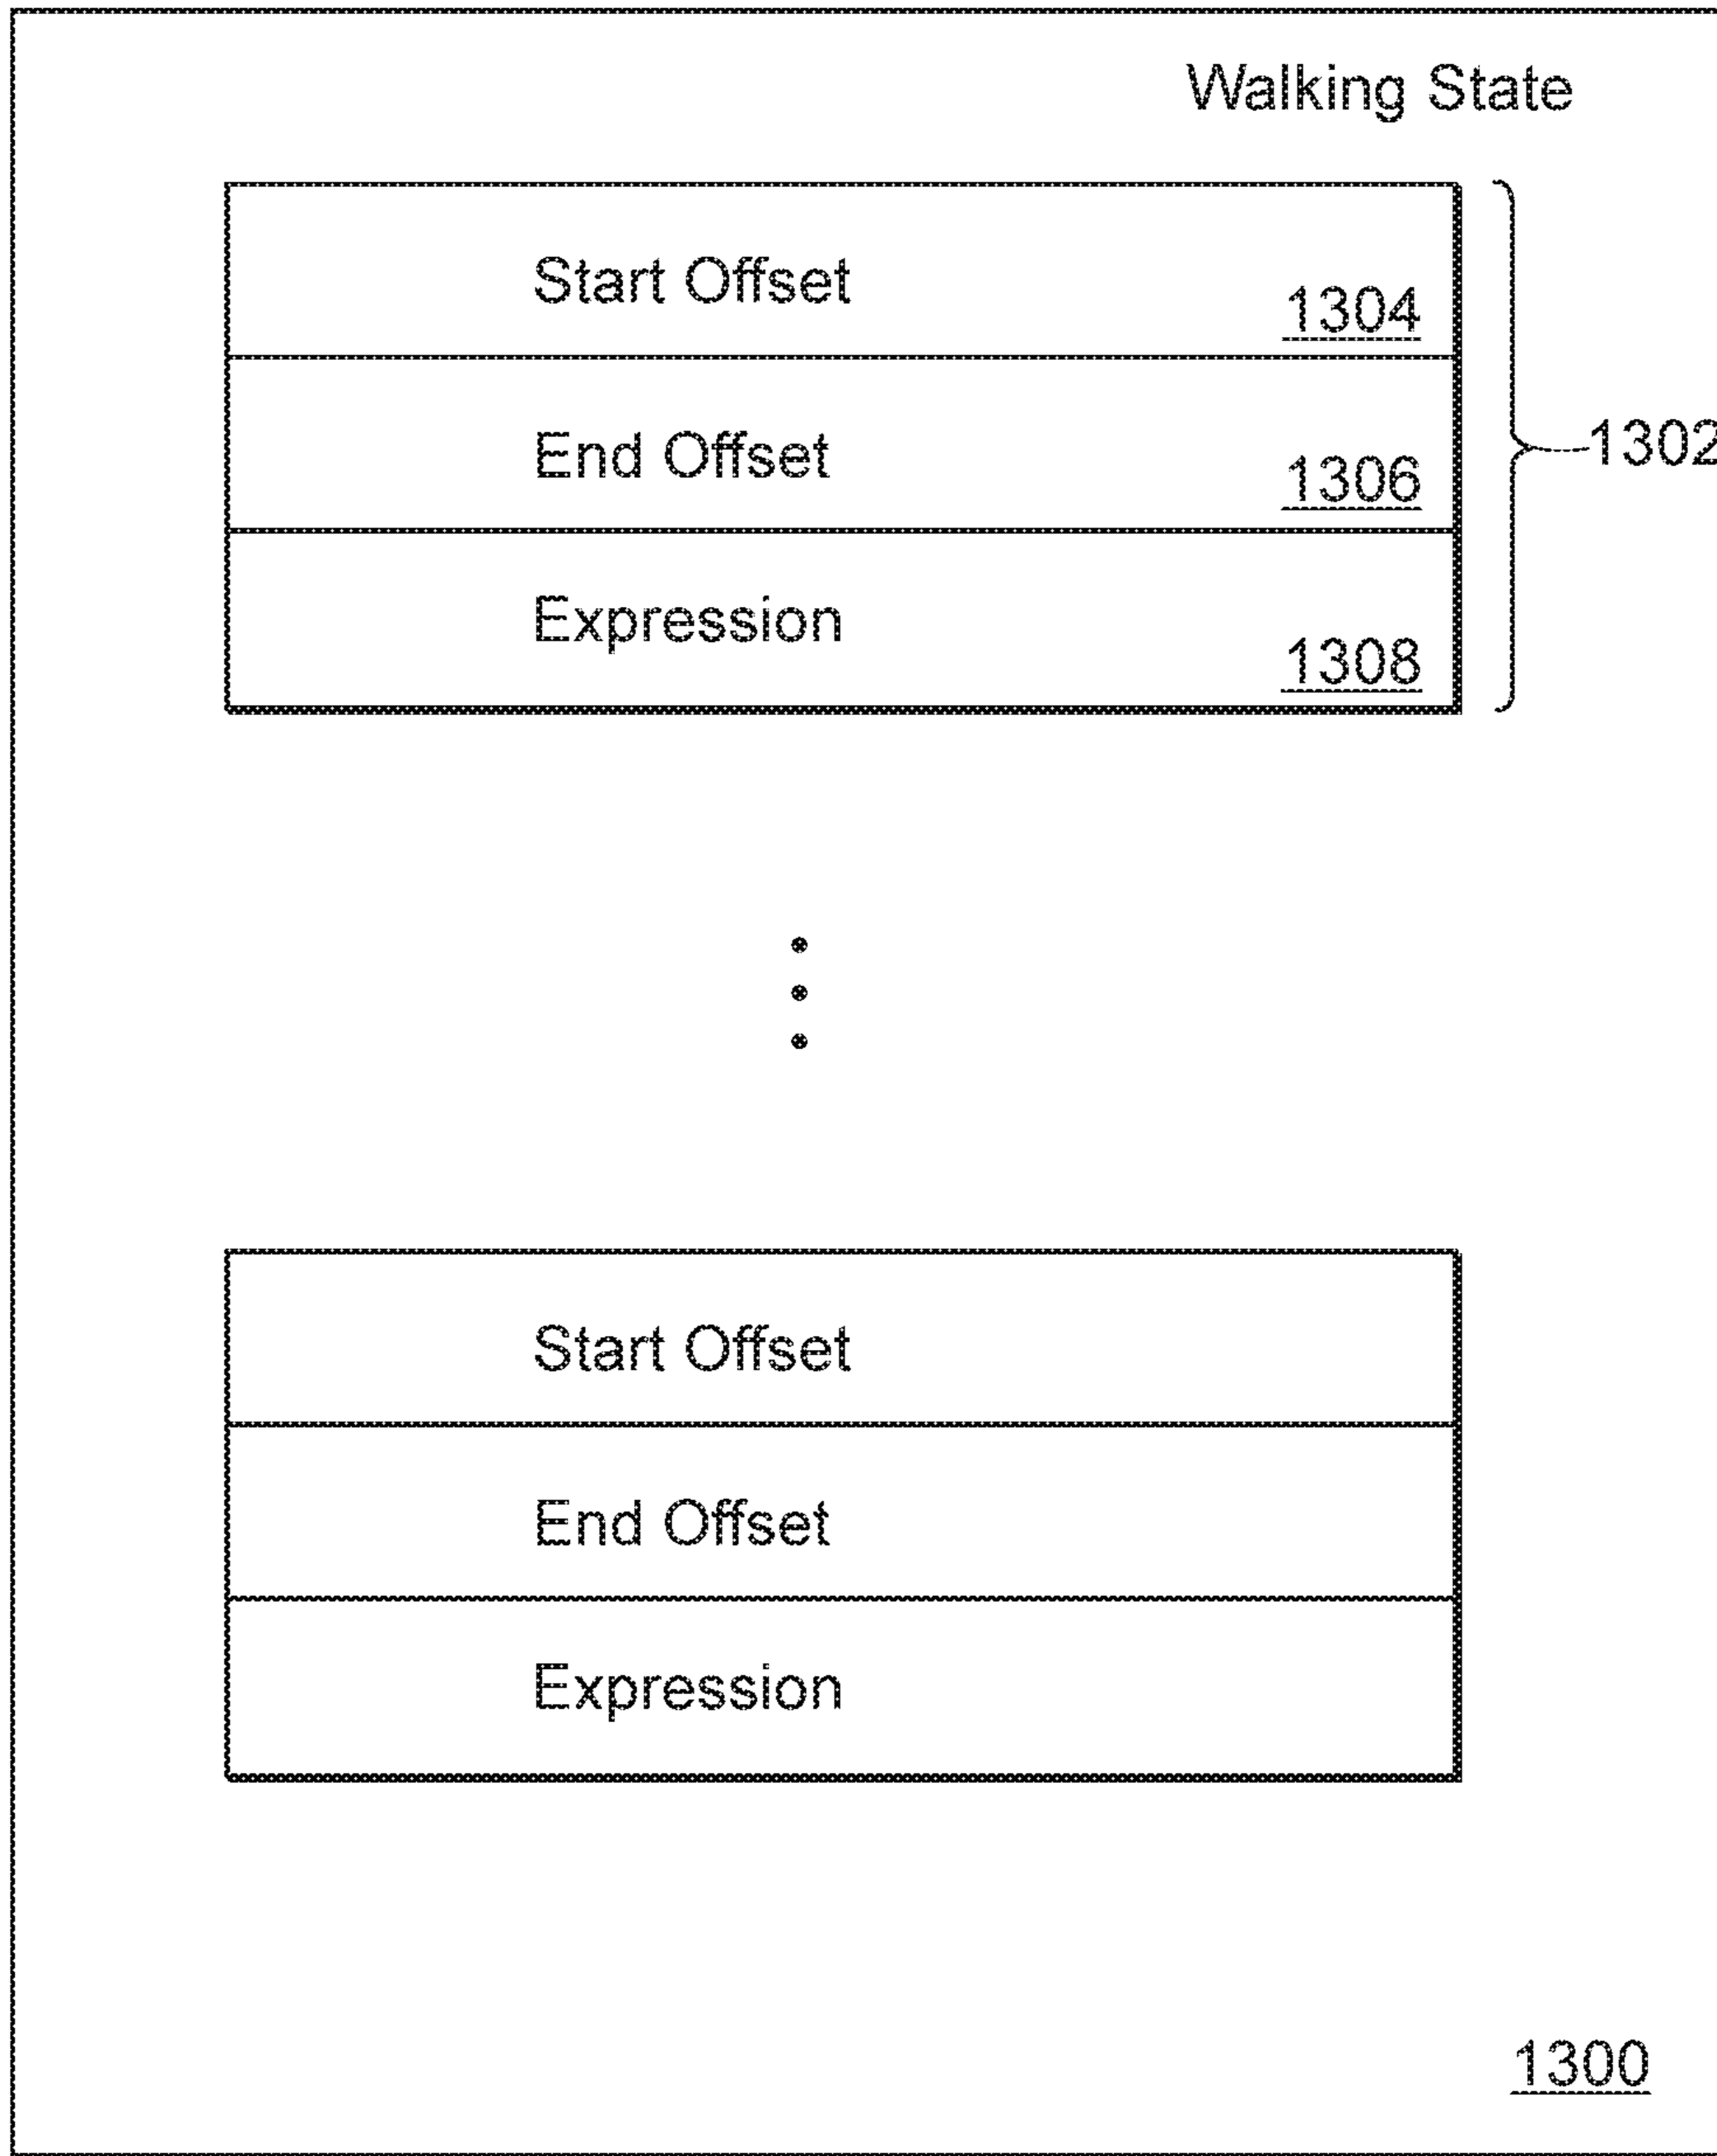 Walking State
Start Offset
1304
End Offset
1306
1302
Expression
1308
Start Offset
End Offset
Expression
1300